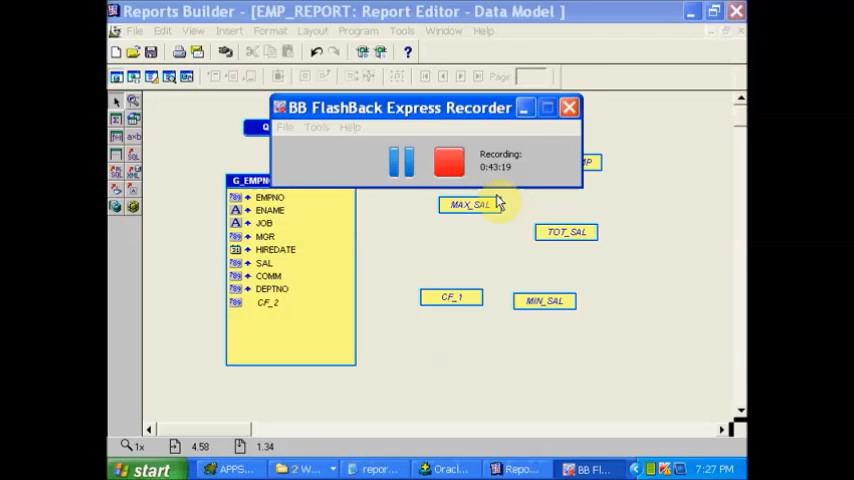 Reports Builder - [EMP_REPORT: Report Editor - Data Model ]
File Edit View Insert Format Layout Program Tools Window Help
Page:
BB FlashBack Express Recorder
File Tools Help
Recording:
0:43:19
Q
G_EMPN
EMPNO
ENAME
JOB
MGR
HIREDATE
SAL
COMM
DEPTNO
CF_2
MP
MAX_SAL
TOT_SAL
CF_1
MIN_SAL
1x 4.58 1.34
start APPS... 2 W... repor... Oracl... Repo... BB Fl... 7:27 PM